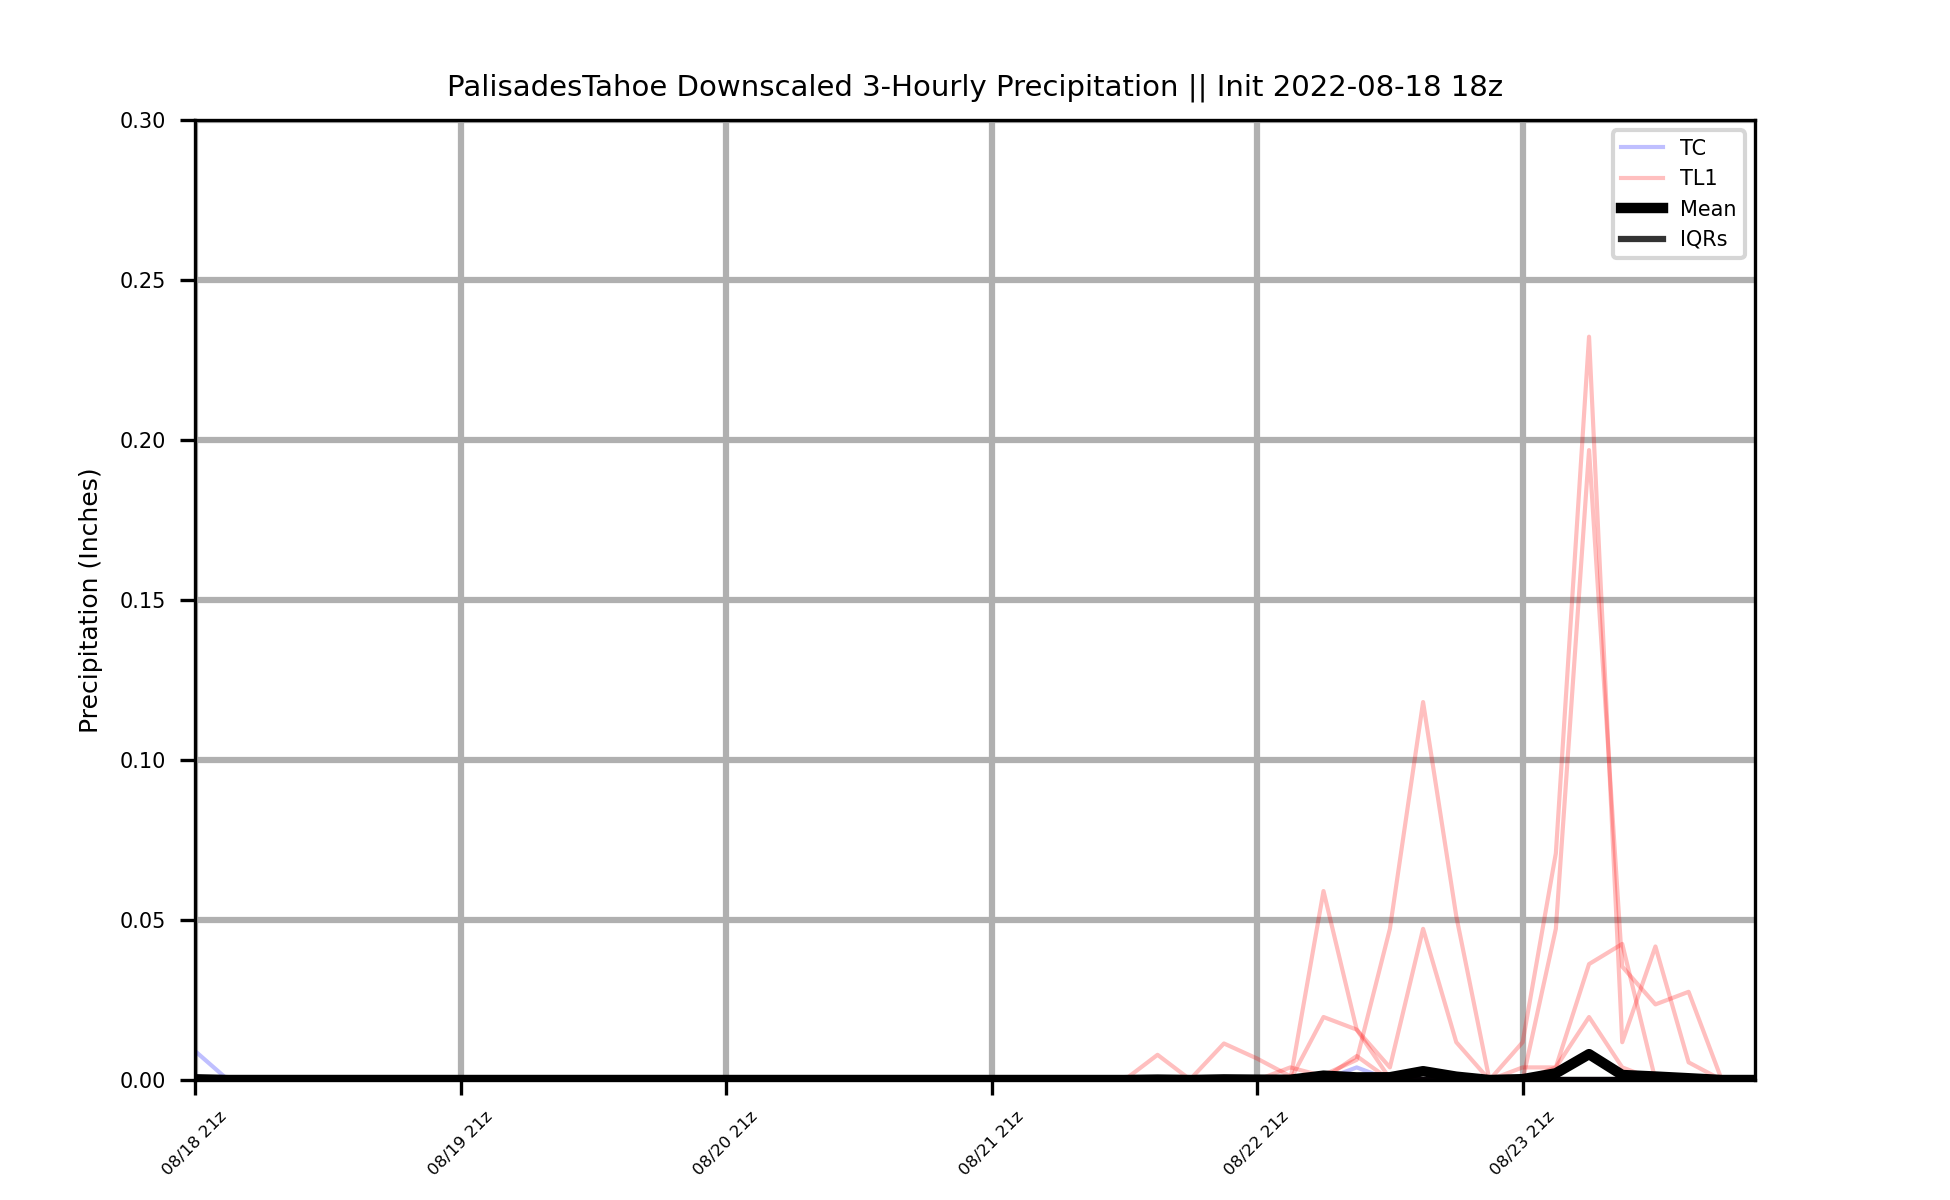 PalisadesTahoe Downscaled 3-Hourly Precipitation || Init 2022-08-18 18z
0.30
0.25
0.20
0.15
0.10
0.05
0.00
Precipitation (Inches)
TC
TL1
Mean
IQRs
08/18 21z
08/19 21z
08/20 21z
08/21 21z
08/22 21z
08/23 21z